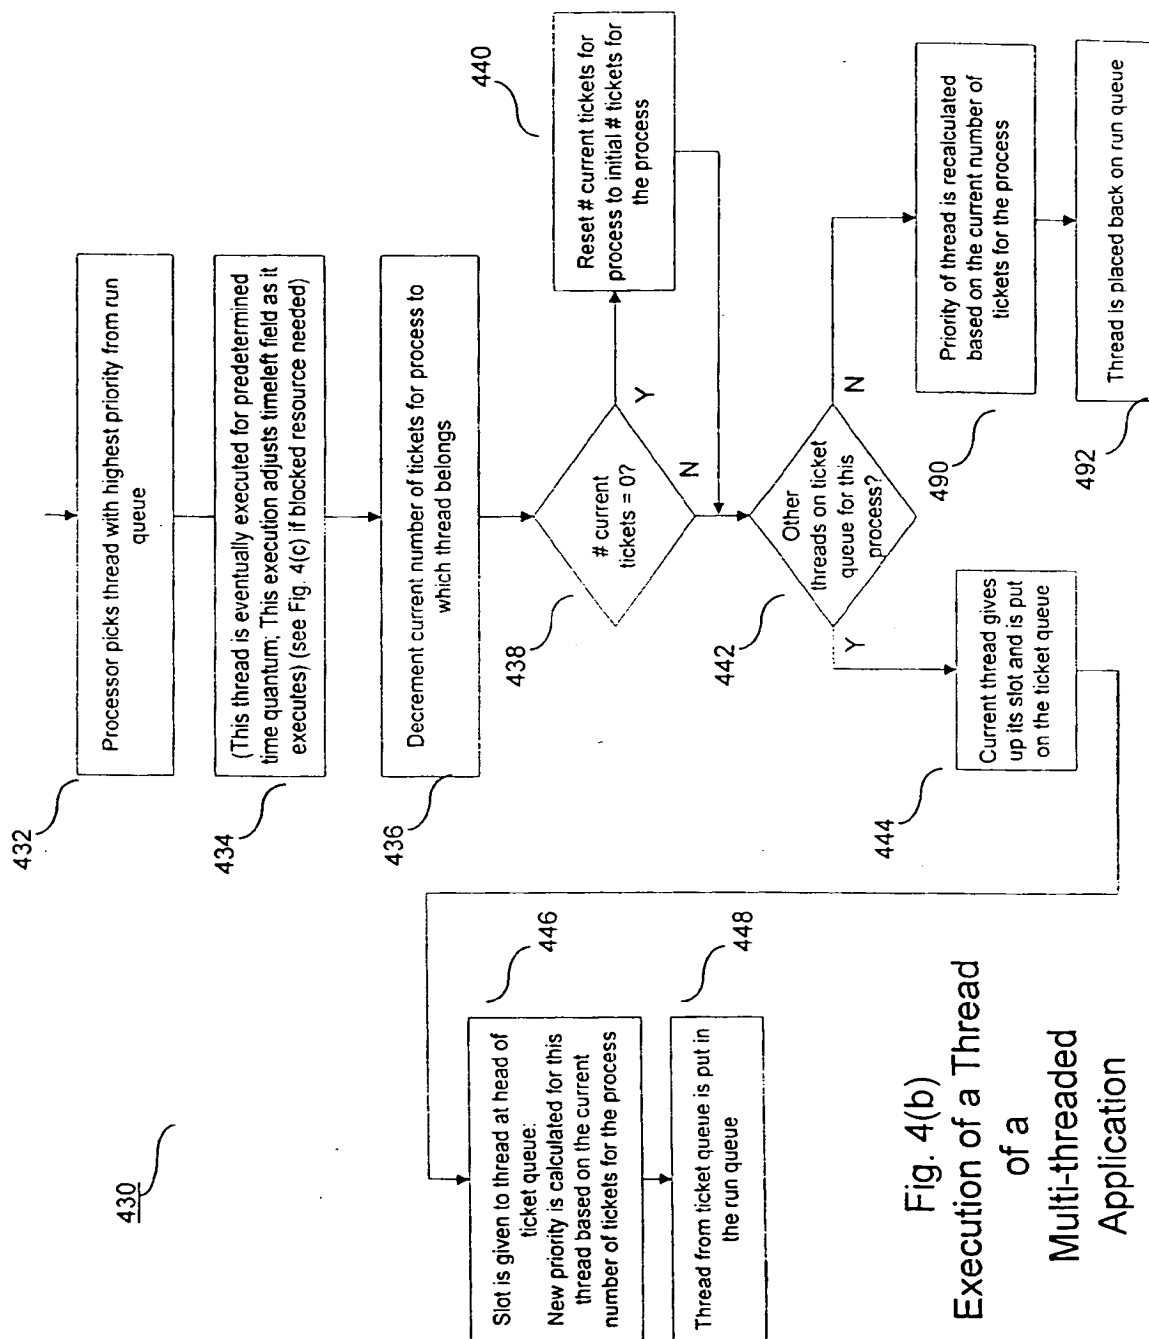 430
432
Processor picks thread with highest priority from run
queue
434
(This thread is eventually executed for predetermined
time quantum; This execution adjusts timeleft field as it
executes) (see Fig. 4(c) if blocked resource needed)
436
Decrement current number of tickets for process to
which thread belongs
438
# current
tickets = 0?
Y
N
440
Reset # current tickets for
process to initial # tickets for
the process
442
Other
threads on ticket
queue for this
process?
Y
N
444
Current thread gives
up its slot and is put
on the ticket queue
446
Slot is given to thread at head of
ticket queue:
New priority is calculated for this
thread based on the current
number of tickets for the process
448
Thread from ticket queue is put in
the run queue
490
Priority of thread is recalculated
based on the current number of
tickets for the process
492
Thread is placed back on run queue
Fig. 4(b)
Execution of a Thread
of a
Multi-threaded
Application